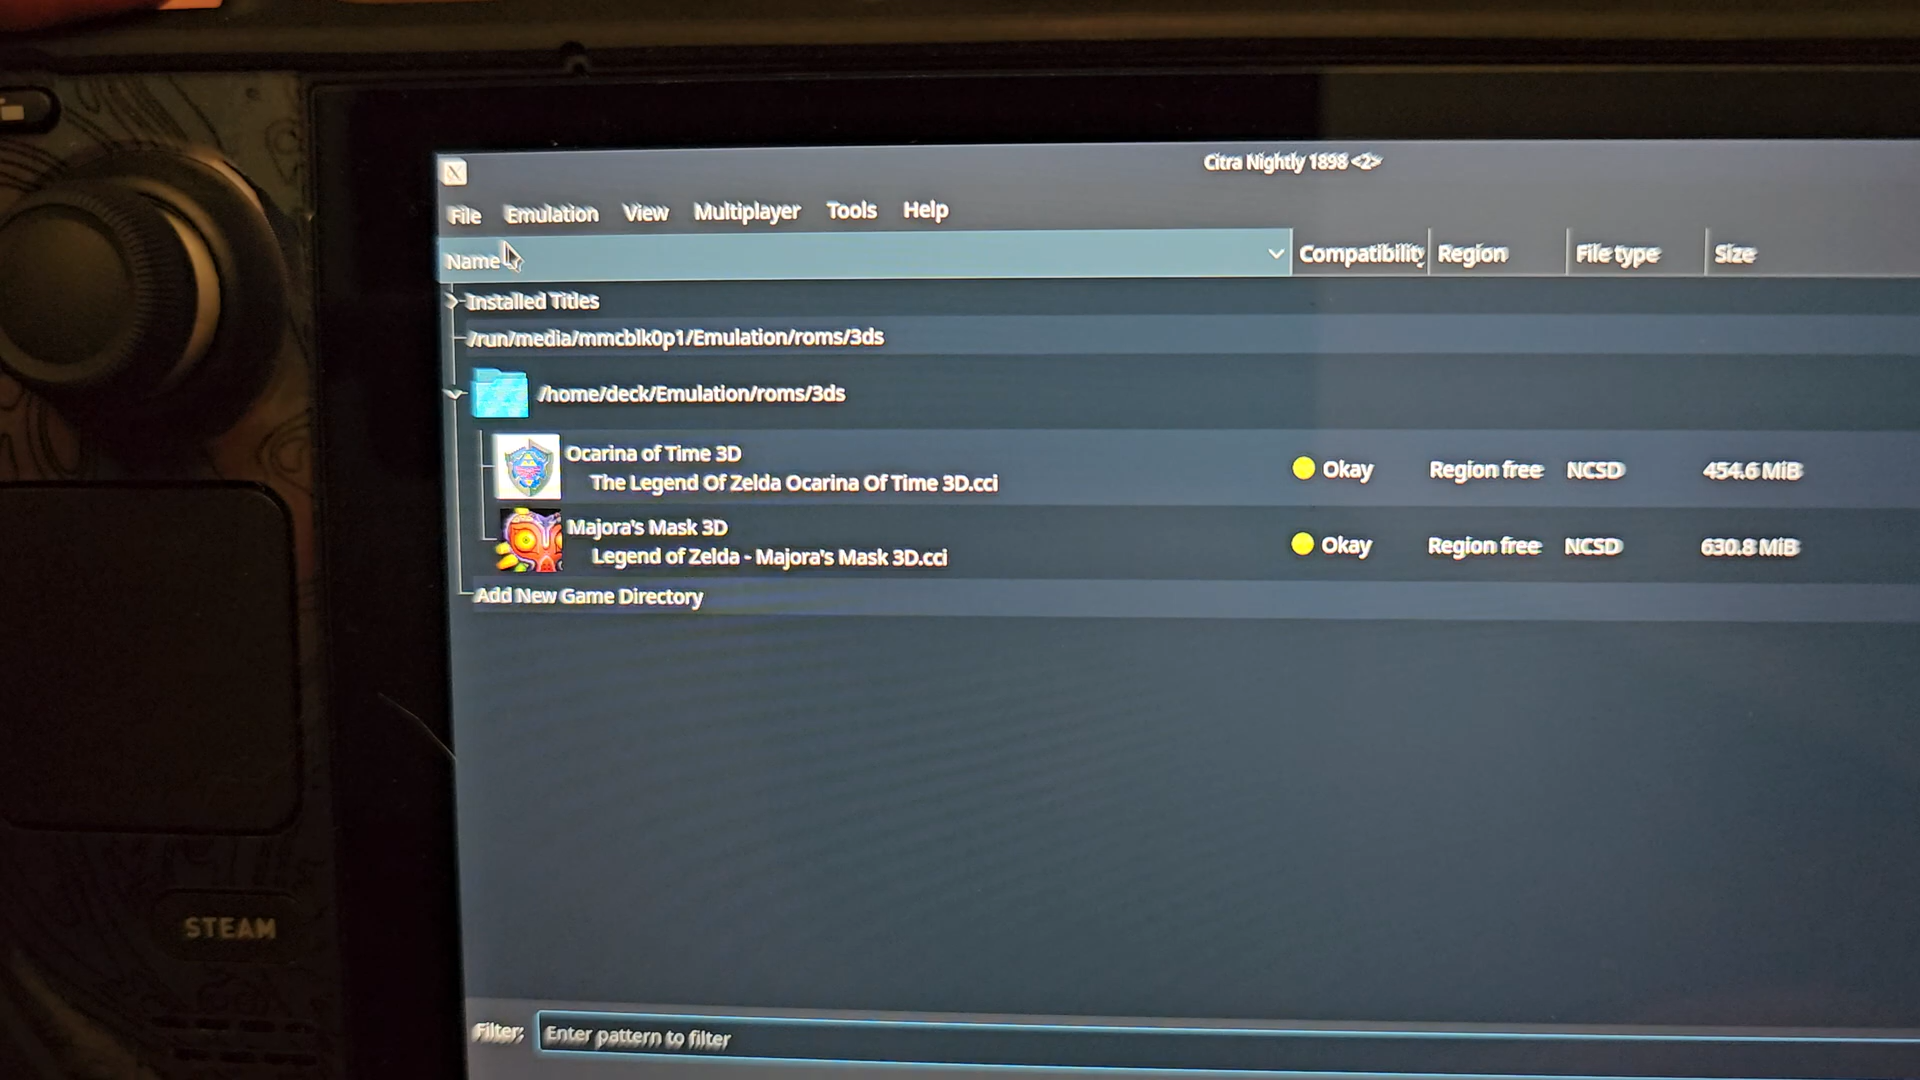 Citra Nightly 1898 <2>
File Emulation View Multiplayer Tools Help
Name Compatibility Region File type Size
Installed Titles
/run/media/mmcblk0p1/Emulation/roms/3ds
/home/deck/Emulation/roms/3ds
Ocarina of Time 3D
The Legend Of Zelda Ocarina Of Time 3D.cci
Okay Region free NCSD 454.6 MiB
Majora's Mask 3D
Legend of Zelda - Majora's Mask 3D.cci
Okay Region free NCSD 630.8 MiB
Add New Game Directory
STEAM
Filter: Enter pattern to filter